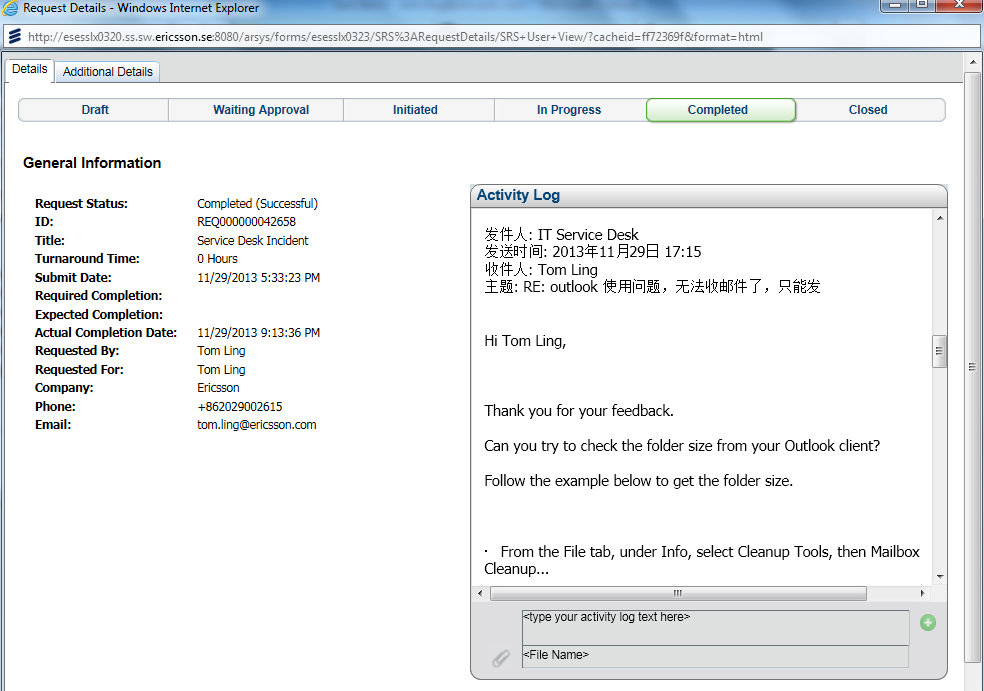 Request Details - Windows Internet Explorer
http://esesslx0320.ss.sw.ericsson.se:8080/arsys/forms/esesslx0323/SRS%3ARequestDetails/SRS+User+View/?cacheid=ff72369f&format=html
Details
Additional Details
Draft
Waiting Approval
Initiated
In Progress
Completed
Closed
General Information
Request Status: Completed (Successful)
ID: REQ000000042658
Title: Service Desk Incident
Turnaround Time: 0 Hours
Submit Date: 11/29/2013 5:33:23 PM
Required Completion:
Expected Completion:
Actual Completion Date: 11/29/2013 9:13:36 PM
Requested By: Tom Ling
Requested For: Tom Ling
Company: Ericsson
Phone: +862029002615
Email: tom.ling@ericsson.com
Activity Log
发件人: IT Service Desk
发送时间: 2013年11月29日 17:15
收件人: Tom Ling
主题: RE: outlook 使用问题，无法收邮件了，只能发
Hi Tom Ling,
Thank you for your feedback.
Can you try to check the folder size from your Outlook client?
Follow the example below to get the folder size.
· From the File tab, under Info, select Cleanup Tools, then Mailbox
Cleanup...
<type your activity log text here>
<File Name>